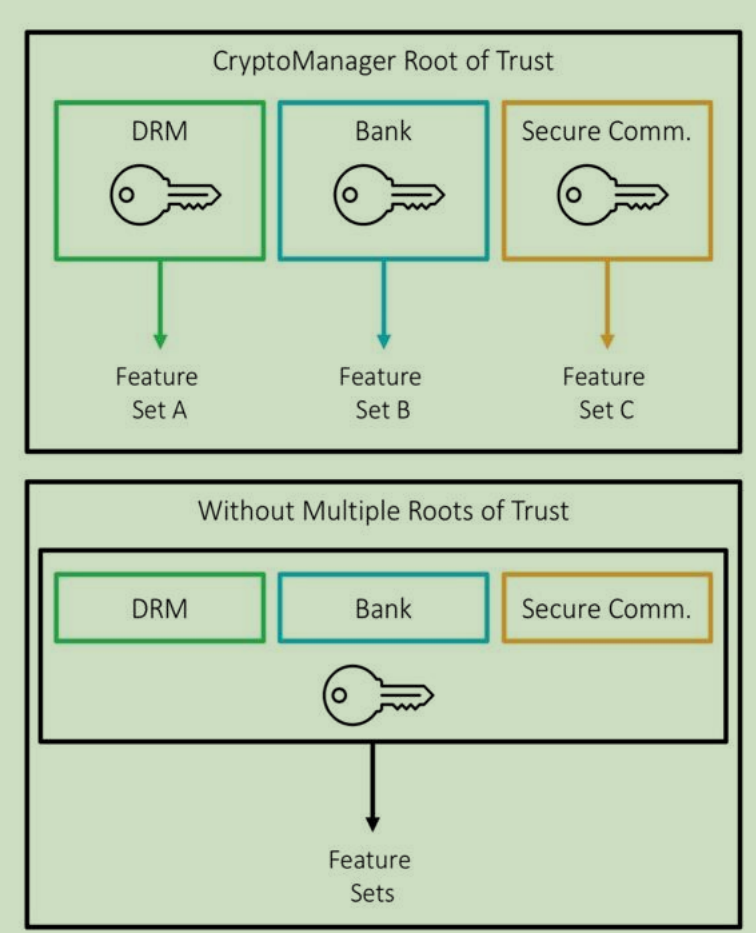 CryptoManager Root of Trust
DRM
Bank
Secure Comm.
Feature
Set A
Feature
Set B
Feature
Set C
Without Multiple Roots of Trust
DRM
Bank
Secure Comm.
Feature
Sets